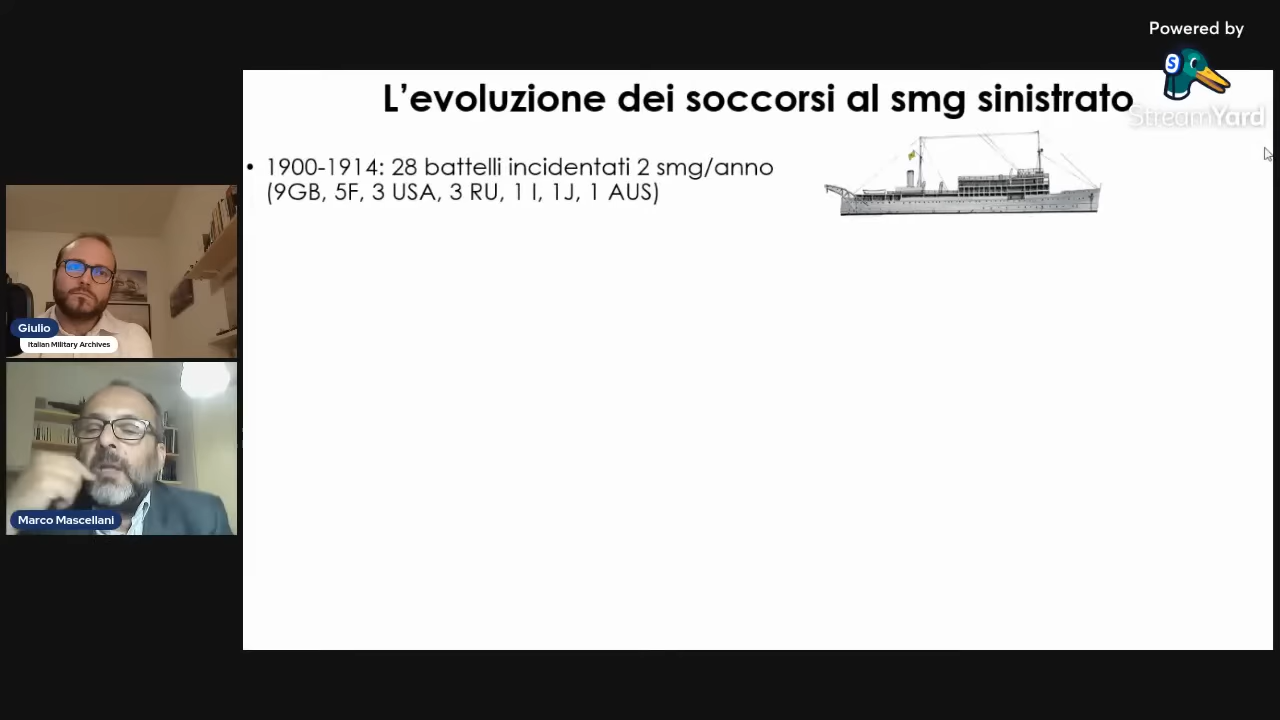 Powered by
S
StreamYard
L’evoluzione dei soccorsi al smg sinistrato
• 1900-1914: 28 battelli incidentati 2 smg/anno
(9GB, 5F, 3 USA, 3 RU, 1 I, 1J, 1 AUS)
Giulio
Italian Military Archives
Marco Mascellani